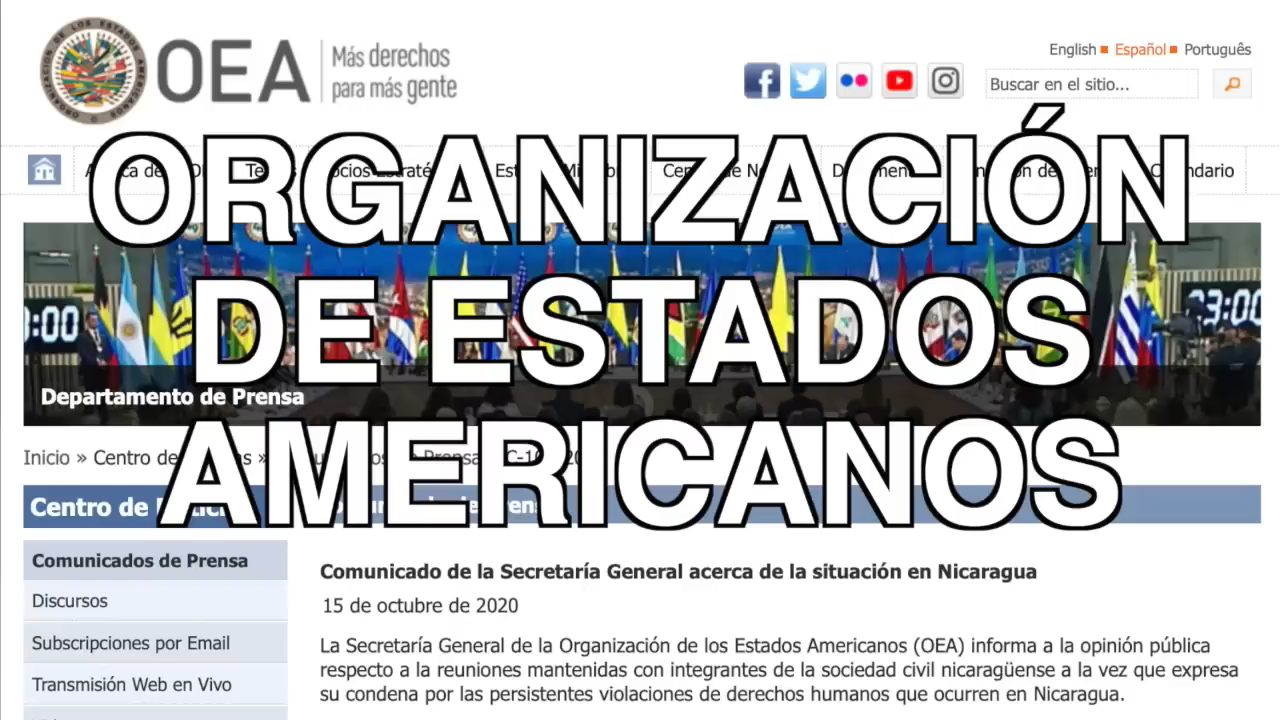 OEA
Más derechos
para más gente
English Español Português
Buscar en el sitio...
ORGANIZACIÓN
DE ESTADOS
AMERICANOS
:00
23:00
Departamento de Prensa
Inicio » Centro de
Centro de
Comunicados de Prensa
Discursos
Subscripciones por Email
Transmisión Web en Vivo
Comunicado de la Secretaría General acerca de la situación en Nicaragua
15 de octubre de 2020
La Secretaría General de la Organización de los Estados Americanos (OEA) informa a la opinión pública
respecto a la reuniones mantenidas con integrantes de la sociedad civil nicaragüense a la vez que expresa
su condena por las persistentes violaciones de derechos humanos que ocurren en Nicaragua.